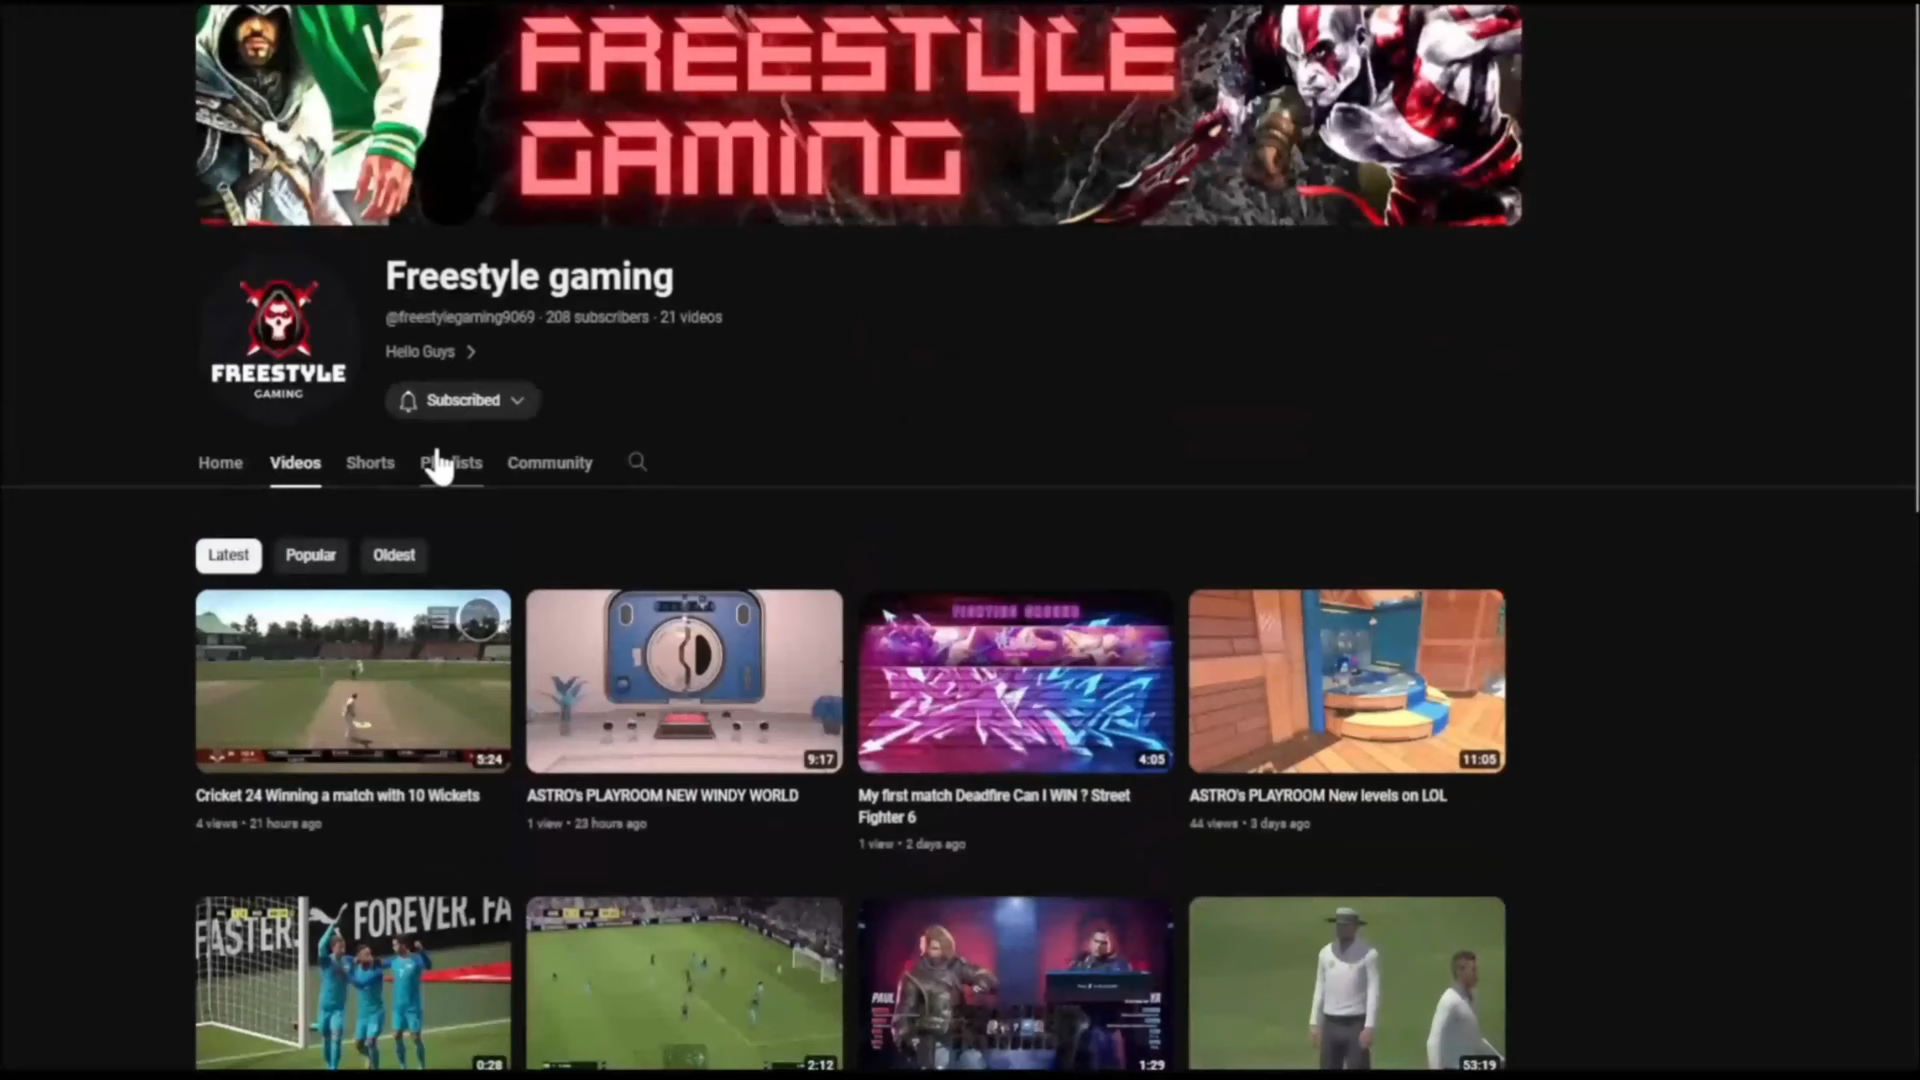 FREESTYLE
GAMING
Freestyle gaming
@freestylegaming9069 · 208 subscribers · 21 videos
Hello Guys
FREESTYLE
GAMING
Subscribed
Home Videos Shorts Playlists Community
Latest Popular Oldest
FIGHTING GROUND
5:24 9:17 4:05 11:05
Cricket 24 Winning a match with 10 Wickets
4 views • 21 hours ago
ASTRO's PLAYROOM NEW WINDY WORLD
1 view • 23 hours ago
My first match Deadfire Can I WIN ? Street
Fighter 6
1 view • 2 days ago
ASTRO's PLAYROOM New levels on LOL
44 views • 3 days ago
FASTER. FOREVER. FA
PAUL
0:28 2:12 1:29 53:19